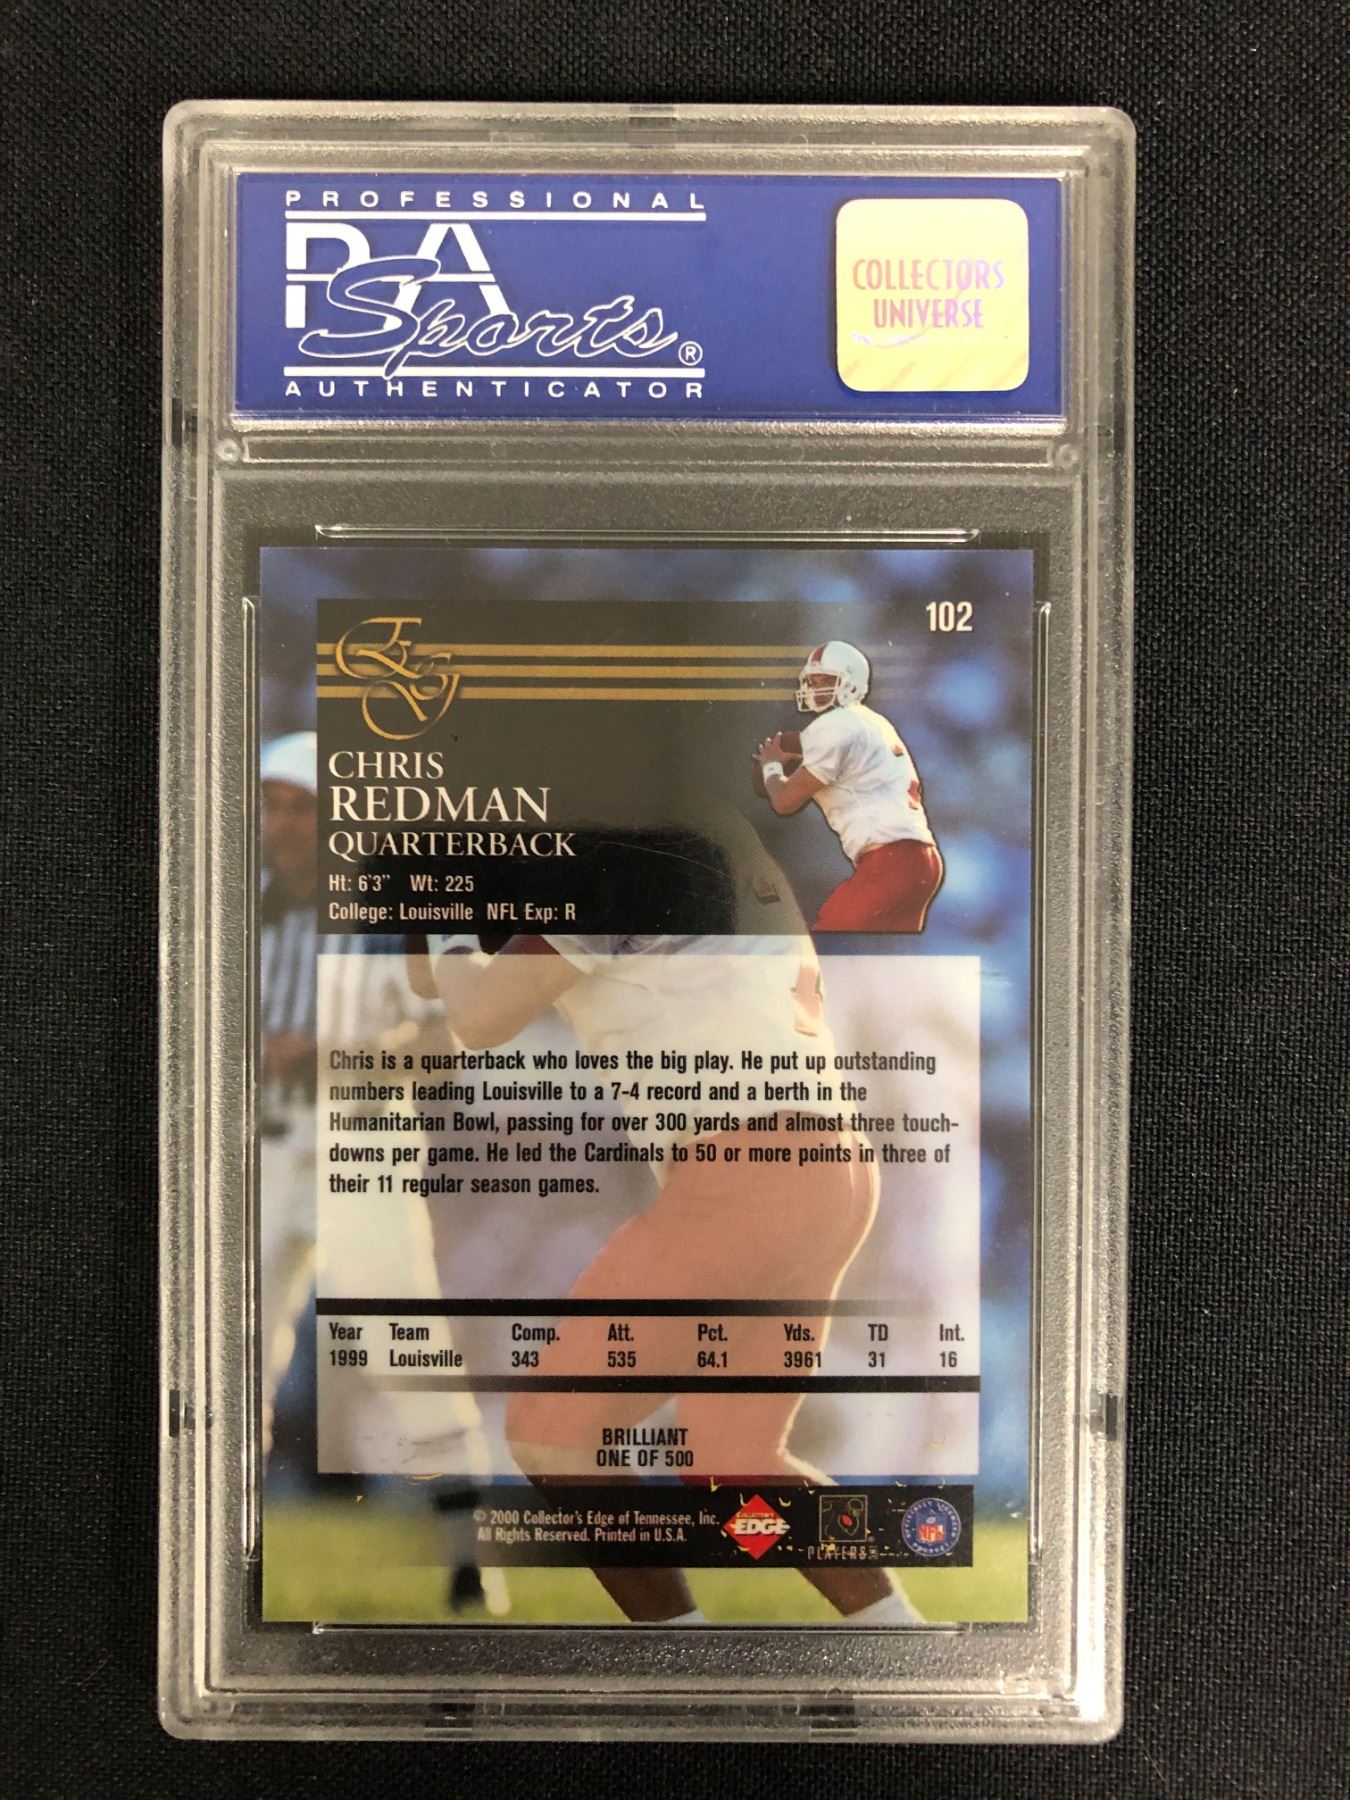 PROFESSIONAL
PSA
Sports®
AUTHENTICATOR
COLLECTORS
UNIVERSE
102
CHRIS
REDMAN
QUARTERBACK
Ht: 6'3" Wt: 225
College: Louisville NFL Exp: R
Chris is a quarterback who loves the big play. He put up outstanding
numbers leading Louisville to a 7-4 record and a berth in the
Humanitarian Bowl, passing for over 300 yards and almost three touch-
downs per game. He led the Cardinals to 50 or more points in three of
their 11 regular season games.
Year Team Comp. Att. Pct. Yds. TD Int.
1999 Louisville 343 535 64.1 3961 31 16
BRILLIANT
ONE OF 500
© 2000 Collector's Edge of Tennessee, Inc.
All Rights Reserved. Printed in U.S.A.
COLLECTOR'S
EDGE
PLAYERS
NFL